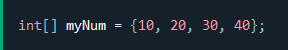 int[] myNum = {10, 20, 30, 40};